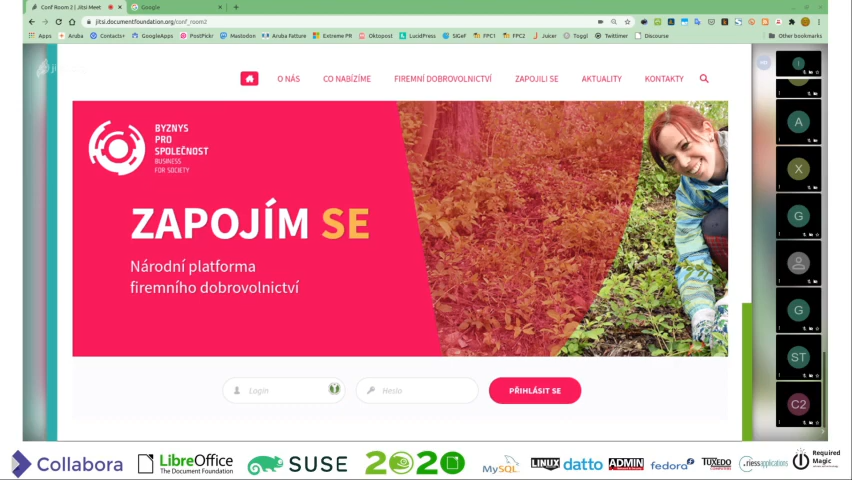 Conf Room 2 | Jitsi Meet
Google
jitsi.documentfoundation.org/conf_room2
Apps
Aruba
Contacts+
GoogleApps
PostPickr
Mastodon
Aruba Fatture
Extreme PR
Oktopost
LucidPress
SiGef
FPC1
FPC2
Juicer
Toggl
Twittimer
Discourse
Other bookmarks
O NÁS
CO NABÍZÍME
FIREMNÍ DOBROVOLNICTVÍ
ZAPOJILI SE
AKTUALITY
KONTAKTY
BYZNYS
PRO
SPOLEČNOST
BUSINESS
FOR SOCIETY
ZAPOJÍM SE
Národní platforma
firemního dobrovolnictví
Login
Heslo
PŘIHLÁSIT SE
I
A
X
G
G
ST
C2
Collabora
LibreOffice
The Document Foundation
SUSE
2020
MySQL
LINUX
datto
ADMIN
fedora
TUXEDO
riessapplications
Required
Magic